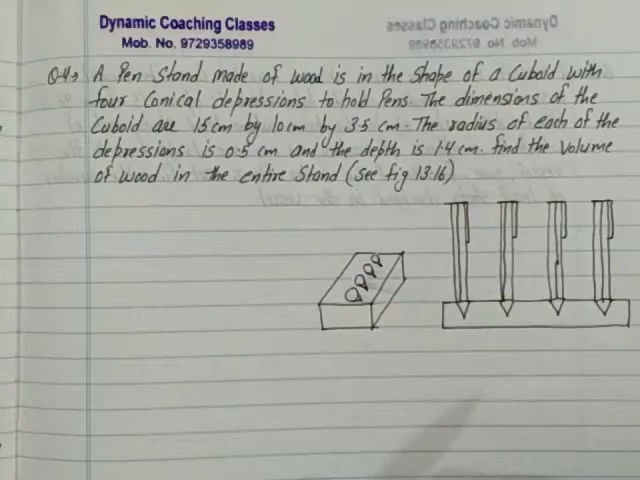 Dynamic Coaching Classes
Mob. No. 9729358989
Q4→ A Pen Stand made of wood is in the Shape of a Cuboid with
four Conical depressions to hold Pens. The dimensions of the
Cuboid are 15cm by 10cm by 3.5 cm. The radius of each of the
depressions is 0.5 cm and the depth is 1.4 cm. find the Volume
of wood in the entire Stand (See fig 13.16)